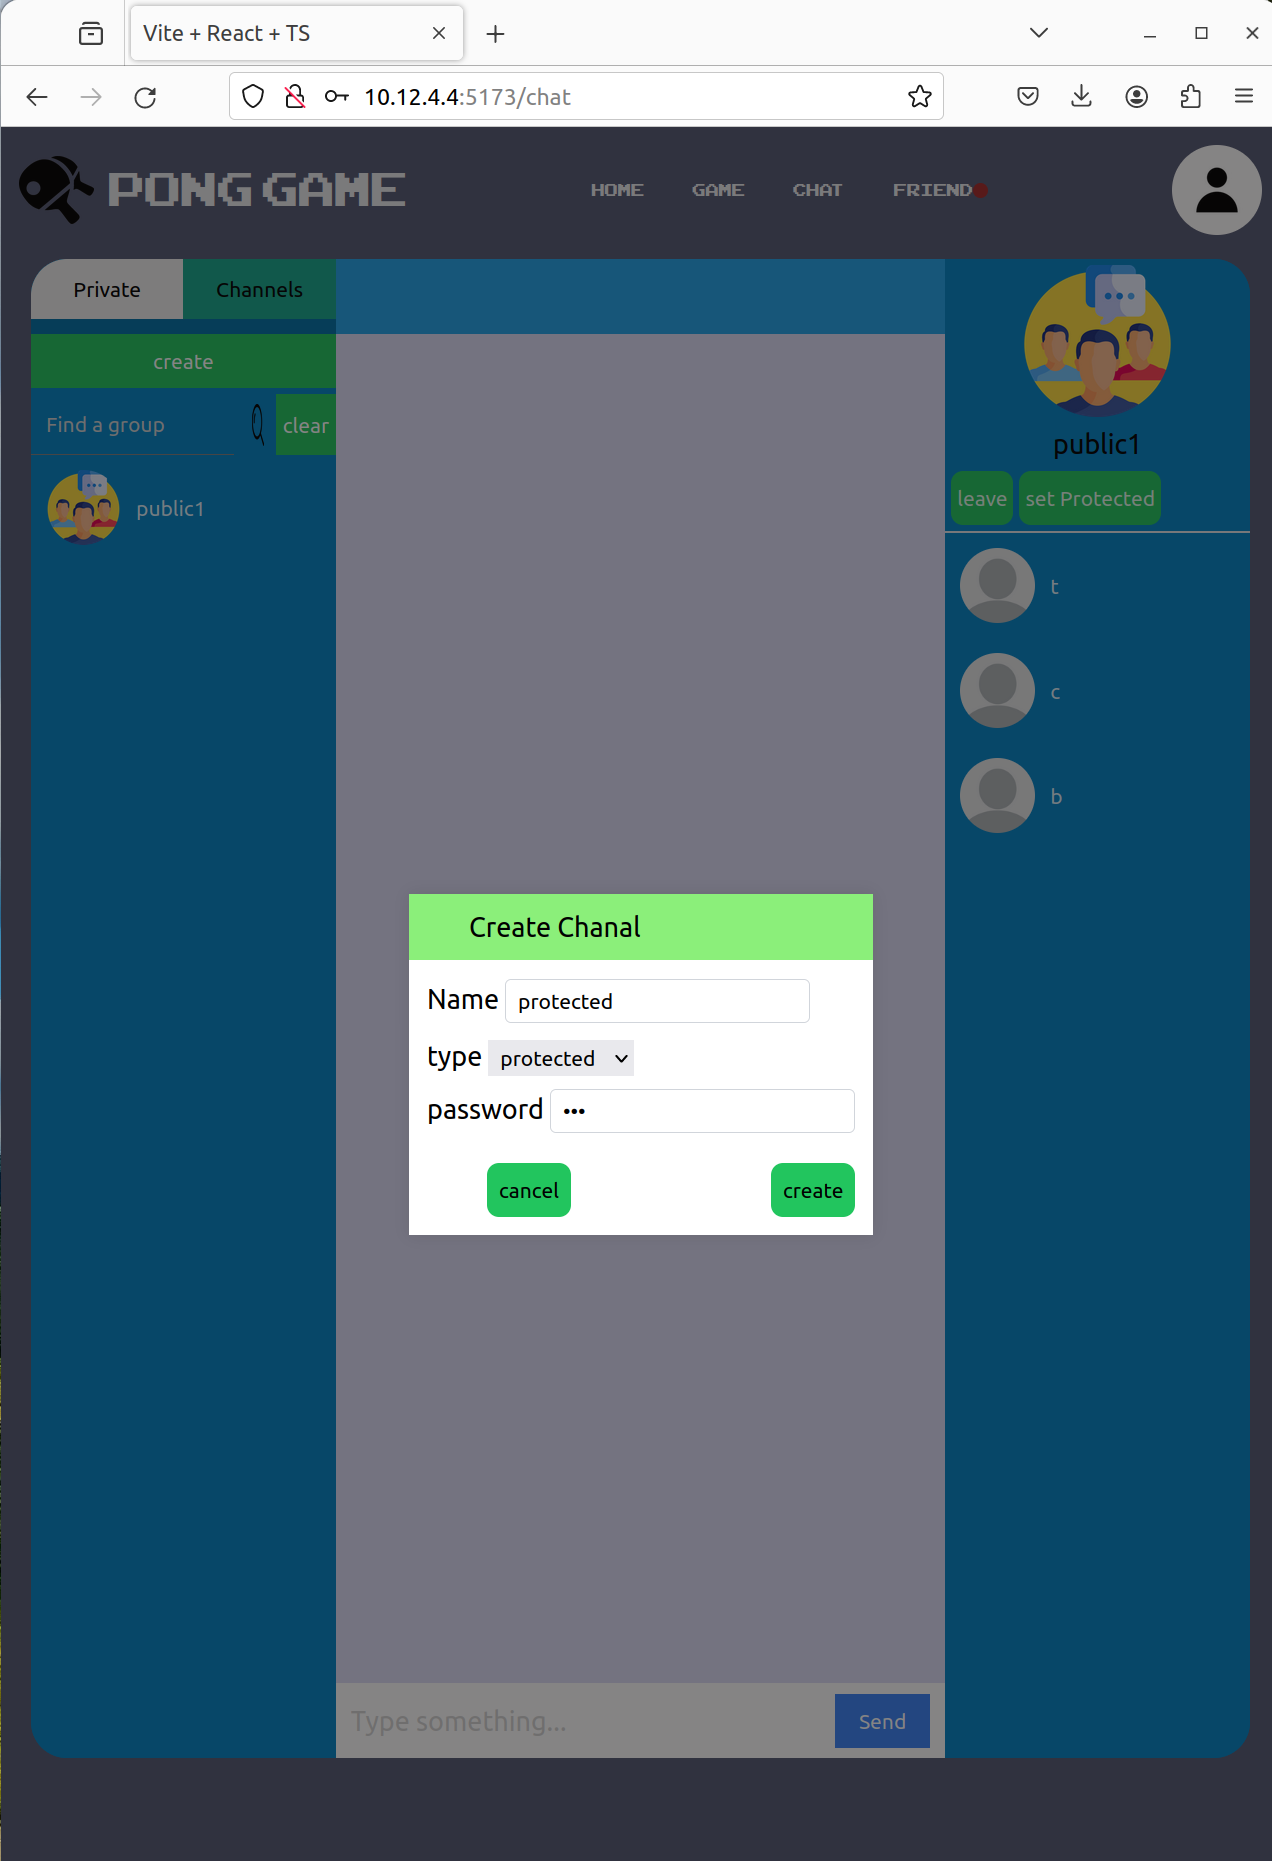 Vite + React + TS
10.12.4.4:5173/chat
PONG GAME
HOME
GAME
CHAT
FRIEND
Private
Channels
create
Find a group
clear
public1
public1
leave
set Protected
t
c
b
Create Chanal
Name protected
type protected
password •••
cancel
create
Type something...
Send